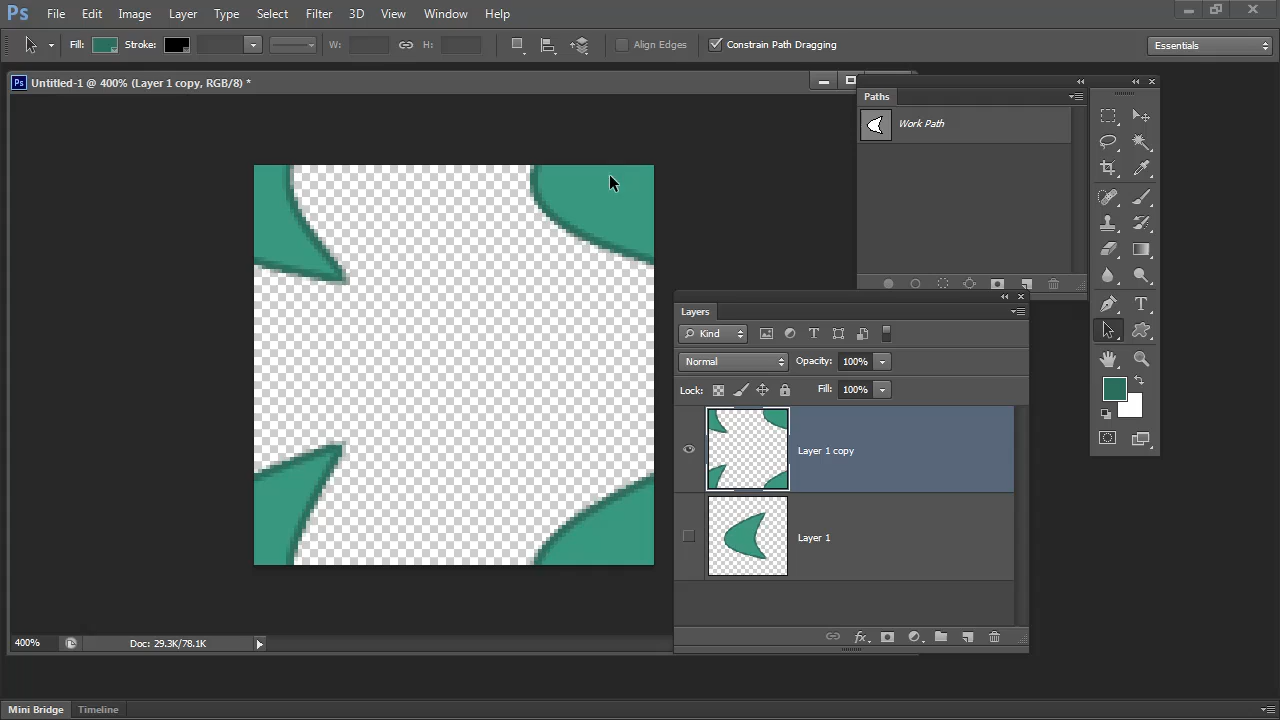 Ps File Edit Image Layer Type Select Filter 3D View Window Help
Fill: Stroke: W: H: Align Edges Constrain Path Dragging Essentials
Ps Untitled-1 @ 400% (Layer 1 copy, RGB/8) *
Paths
Work Path
Layers
Kind
Normal Opacity: 100%
Lock: Fill: 100%
Layer 1 copy
Layer 1
400% Doc: 29.3K/78.1K
Mini Bridge Timeline